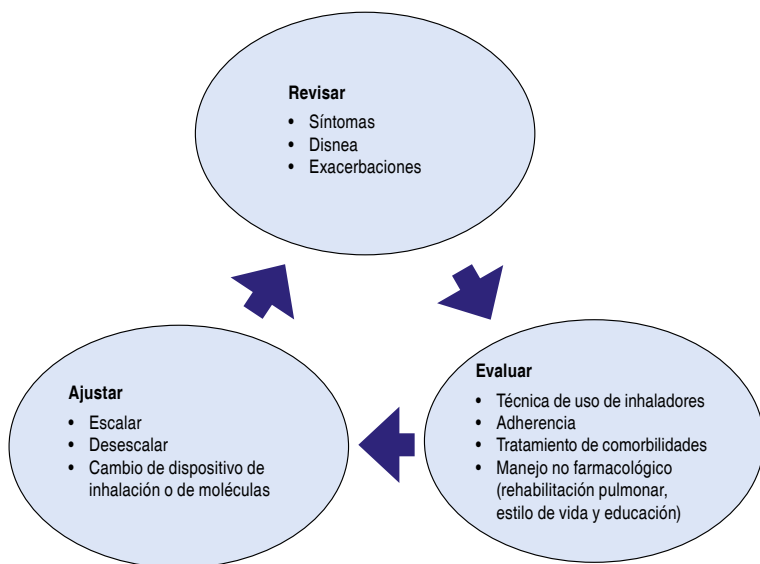 Revisar
• Síntomas
• Disnea
• Exacerbaciones
Evaluar
• Técnica de uso de inhaladores
• Adherencia
• Tratamiento de comorbilidades
• Manejo no farmacológico
(rehabilitación pulmonar,
estilo de vida y educación)
Ajustar
• Escalar
• Desescalar
• Cambio de dispositivo de
inhalación o de moléculas